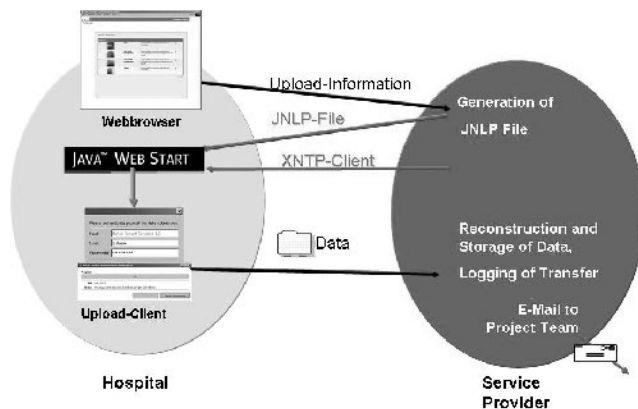 Upload-Information
Generation of
JNLP File
Webbrowser
JNLP-File
JAVA™ WEB START
XNTP-Client
Data
Reconstruction and
Storage of Data,
Logging of Transfer
Upload-Client
E-Mail to
Project Team
Hospital
Service
Provider